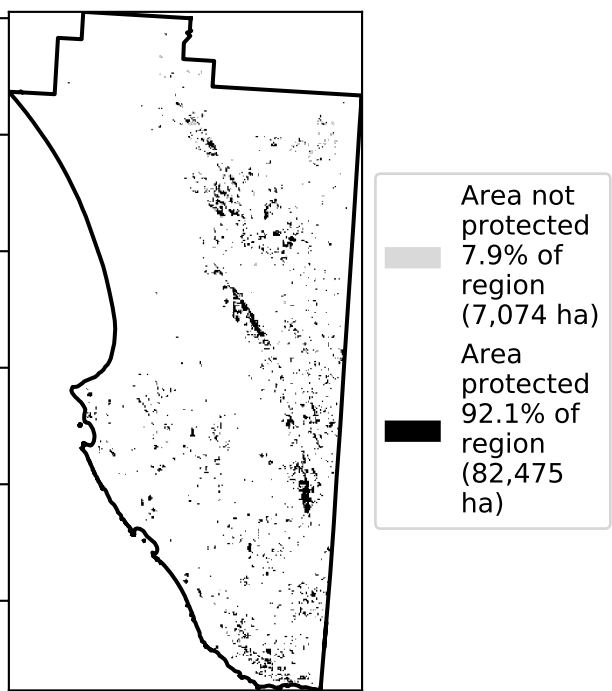 Area not
protected
7.9% of
region
(7,074 ha)
Area
protected
92.1% of
region
(82,475
ha)